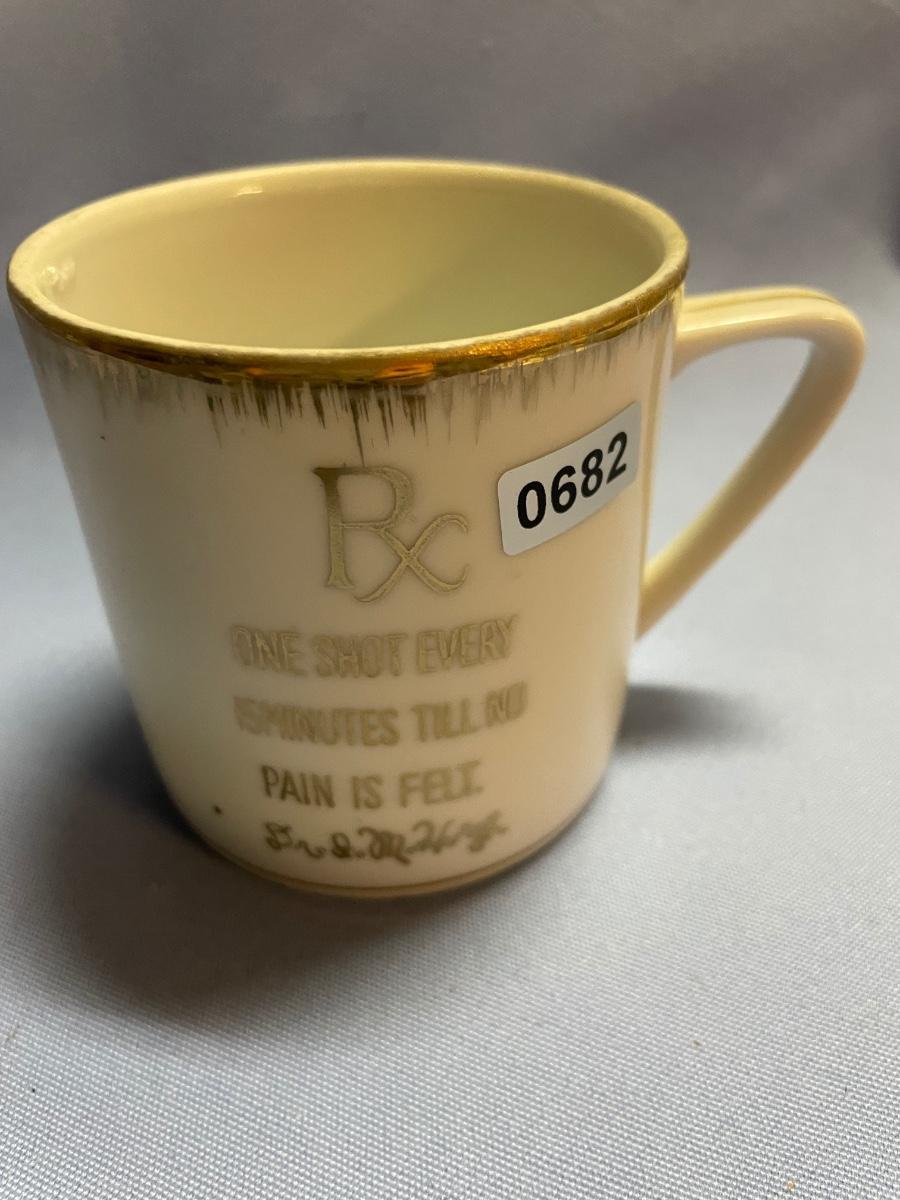 0682
Rx
ONE SHOT EVERY
15MINUTES TILL NO
PAIN IS FELT.